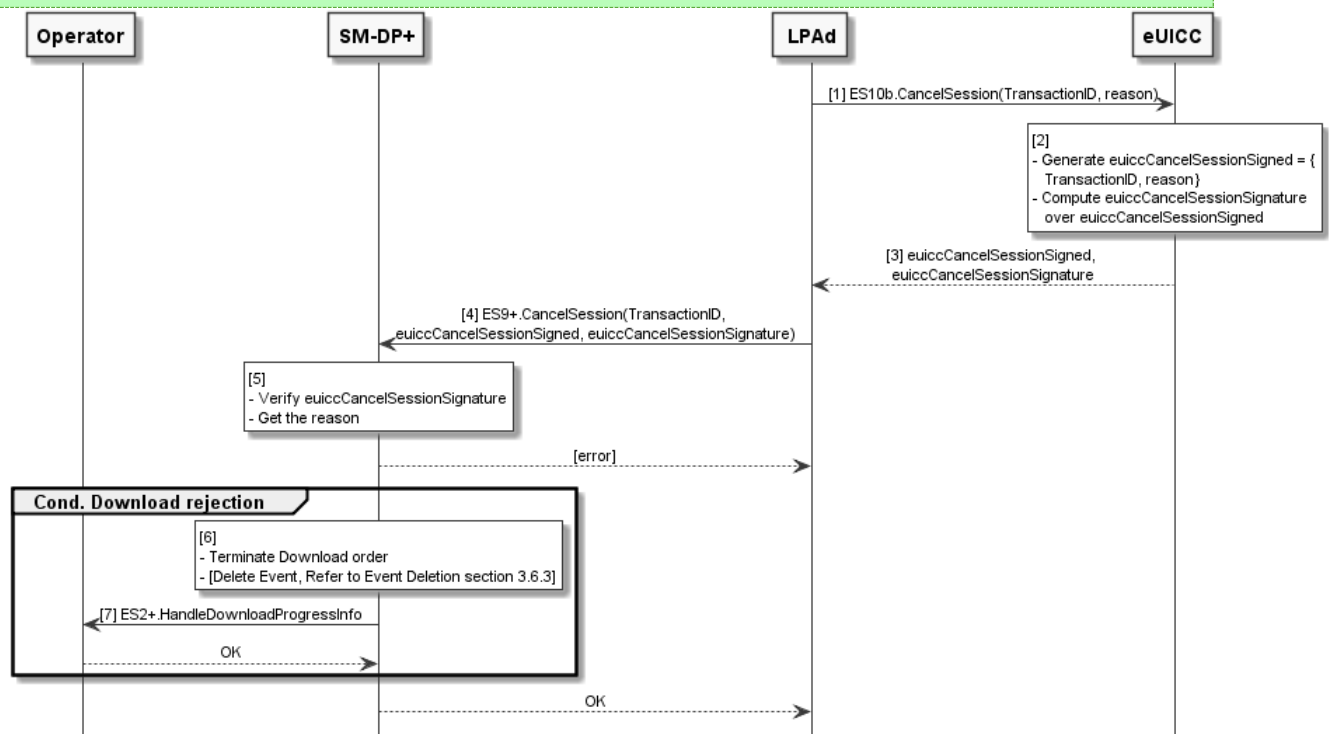 Operator
SM-DP+
LPAd
eUICC
[1] ES10b.CancelSession(TransactionID, reason)
[2]
- Generate euiccCancelSessionSigned = {
TransactionID, reason}
- Compute euiccCancelSessionSignature
over euiccCancelSessionSigned
[3] euiccCancelSessionSigned,
euiccCancelSessionSignature
[4] ES9+.CancelSession(TransactionID,
euiccCancelSessionSigned, euiccCancelSessionSignature)
[5]
- Verify euiccCancelSessionSignature
- Get the reason
[error]
Cond. Download rejection
[6]
- Terminate Download order
- [Delete Event, Refer to Event Deletion section 3.6.3]
[7] ES2+.HandleDownloadProgressInfo
OK
OK